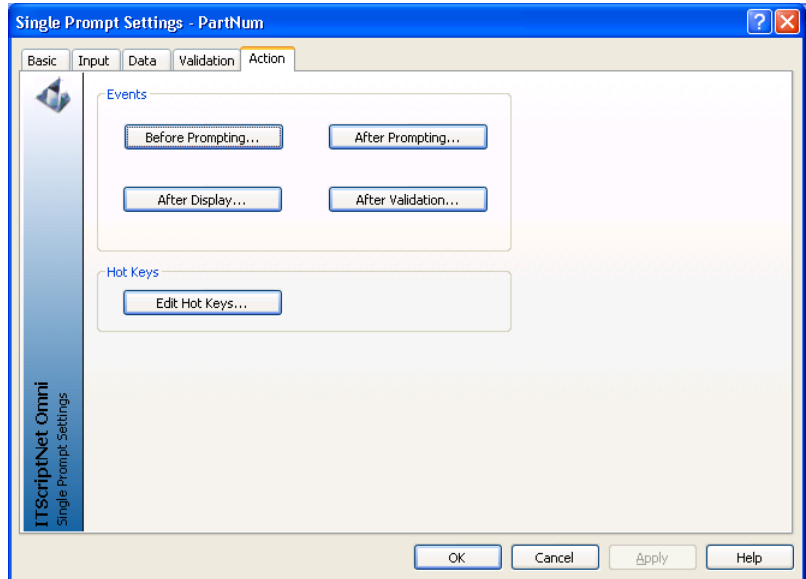 Single Prompt Settings - PartNum
Basic Input Data Validation Action
Events
Before Prompting... After Prompting...
After Display... After Validation...
Hot Keys
Edit Hot Keys...
ITScriptNet Omni
Single Prompt Settings
OK Cancel Apply Help